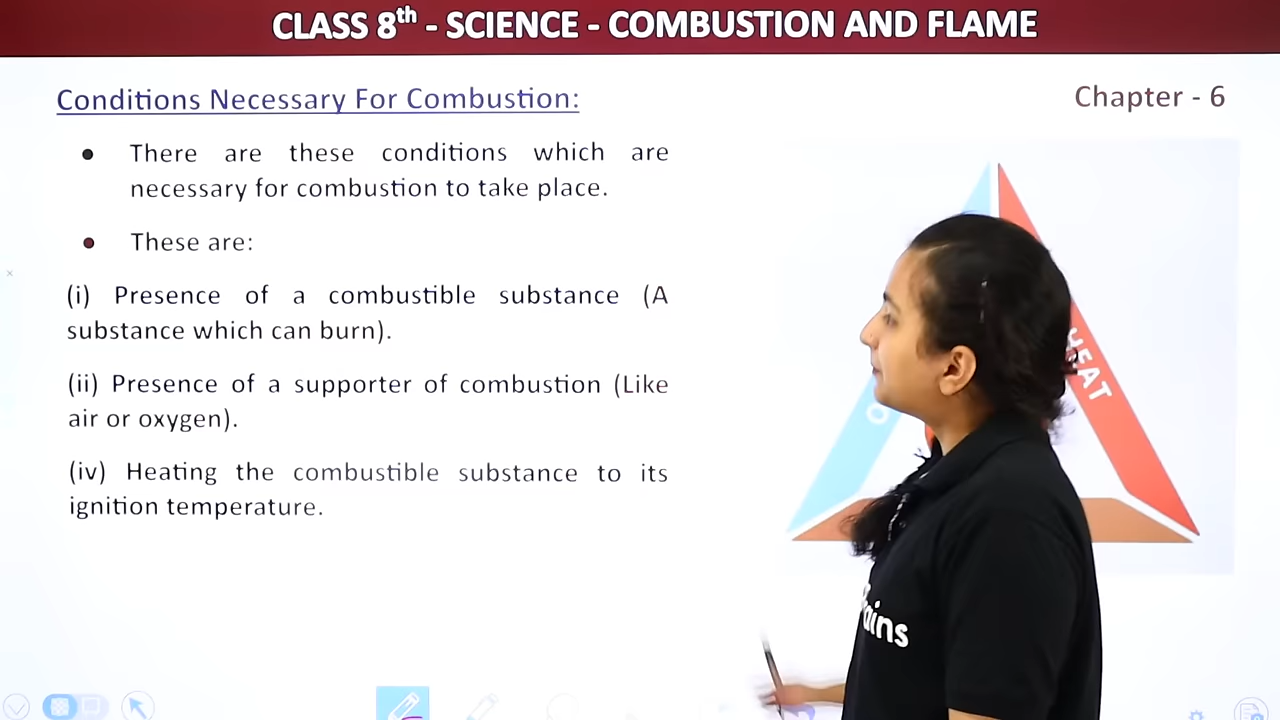 CLASS 8th - SCIENCE - COMBUSTION AND FLAME
Conditions Necessary For Combustion:
Chapter - 6
There are these conditions which are
necessary for combustion to take place.
These are:
(i) Presence of a combustible substance (A
substance which can burn).
(ii) Presence of a supporter of combustion (Like
air or oxygen).
(iv) Heating the combustible substance to its
ignition temperature.
HEAT